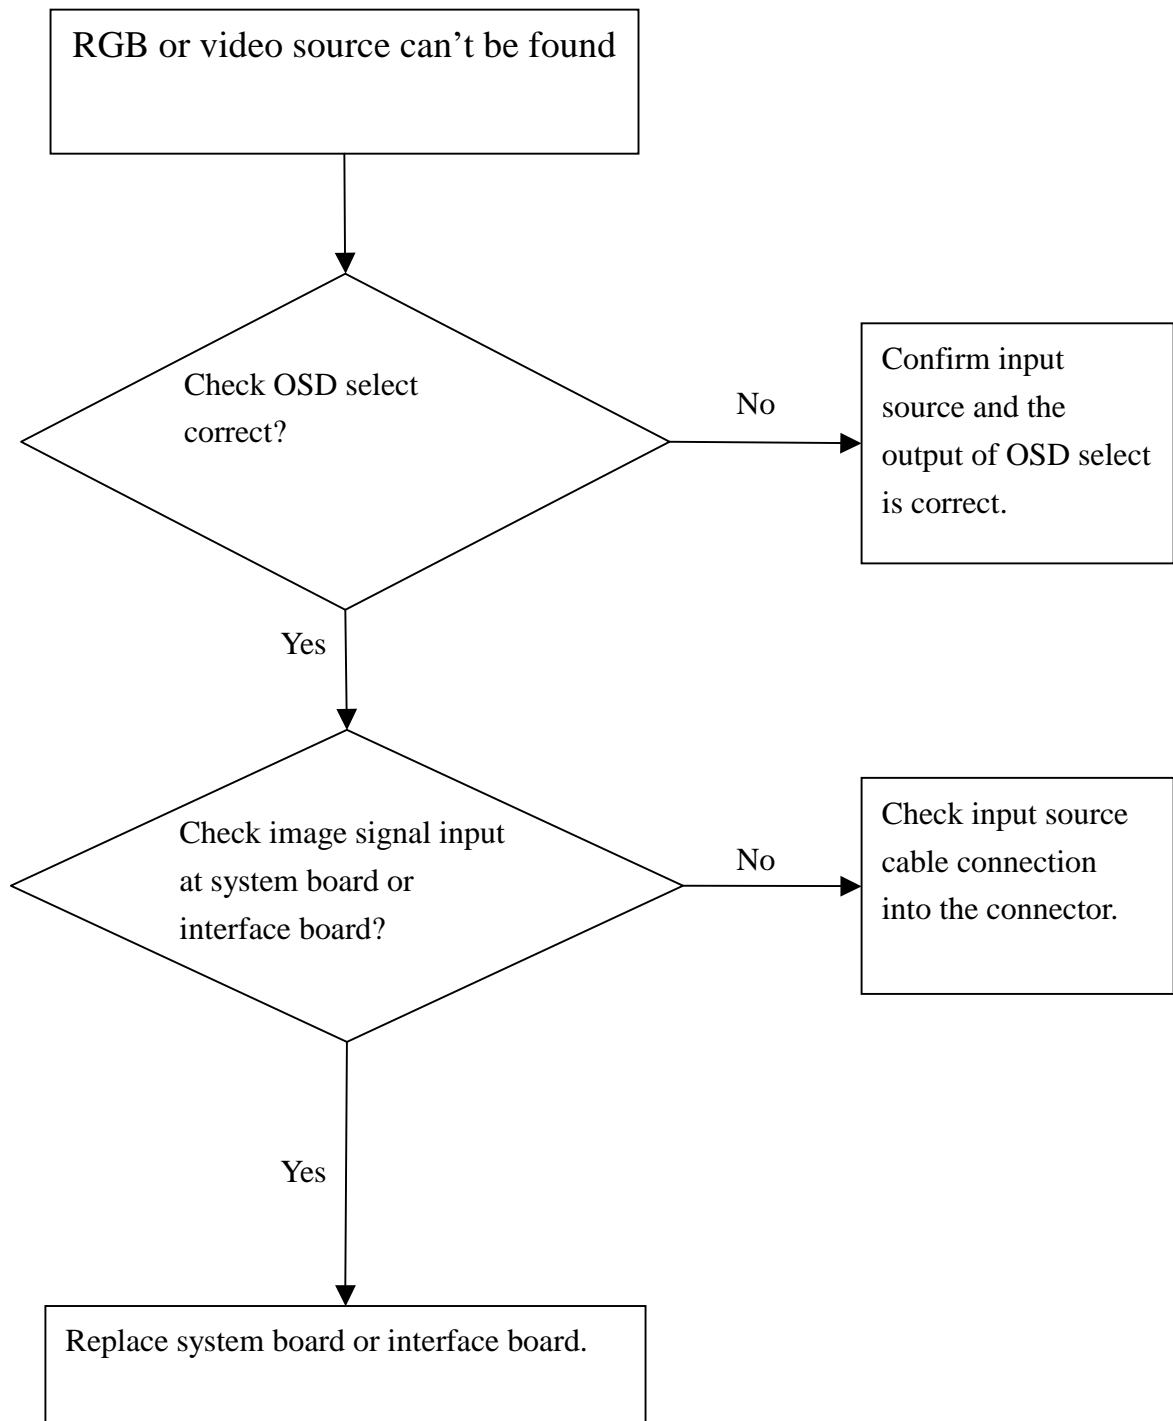 RGB or video source can’t be found
Check OSD select
correct?
No
Confirm input
source and the
output of OSD select
is correct.
Yes
Check image signal input
at system board or
interface board?
No
Check input source
cable connection
into the connector.
Yes
Replace system board or interface board.